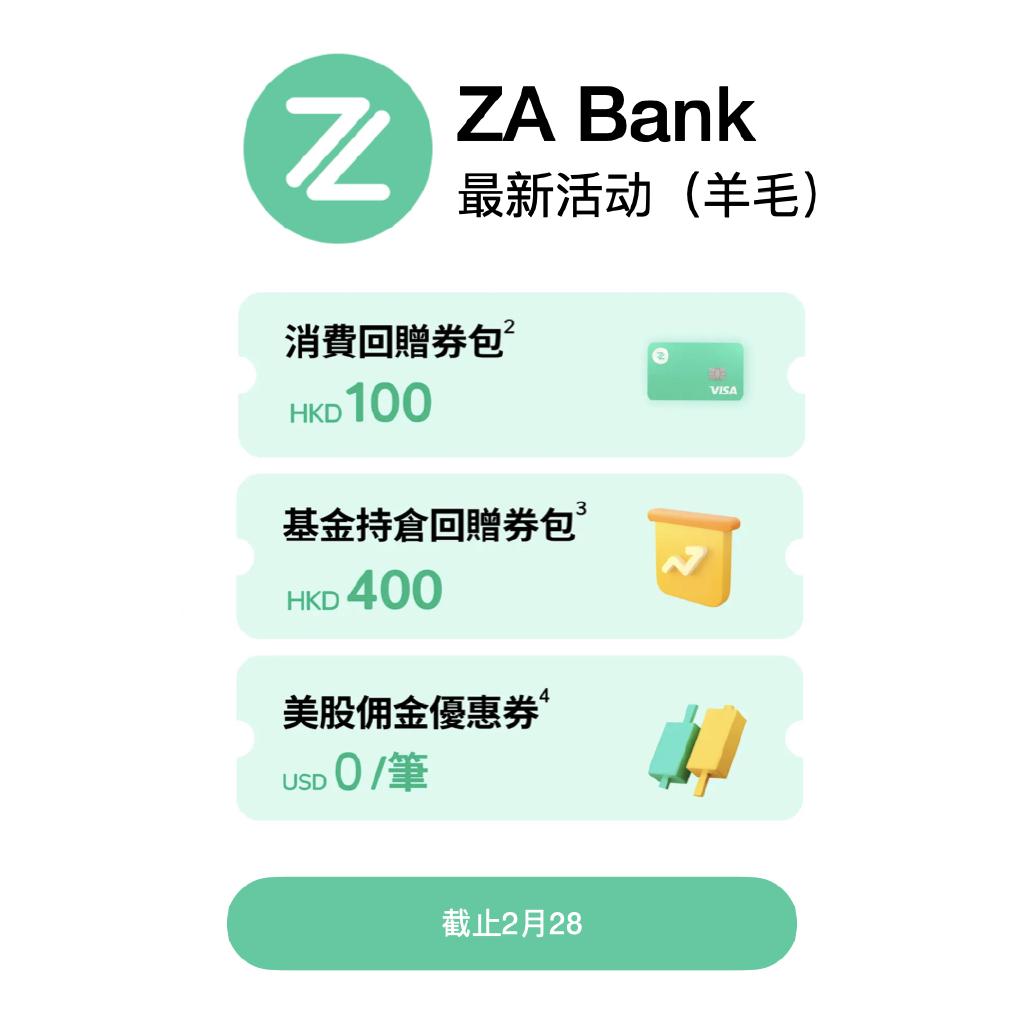 ZA Bank
最新活动（羊毛）
消費回贈券包2
HKD 100
VISA
基金持倉回贈券包3
HKD 400
美股佣金優惠券4
USD 0 /筆
截止2月28